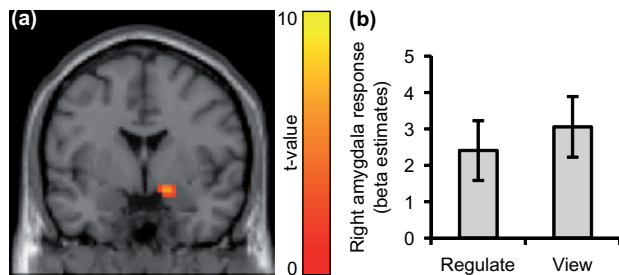 (a)
10
t-value
0
(b)
Right amygdala response
(beta estimates)
5
4
3
2
1
0
Regulate View